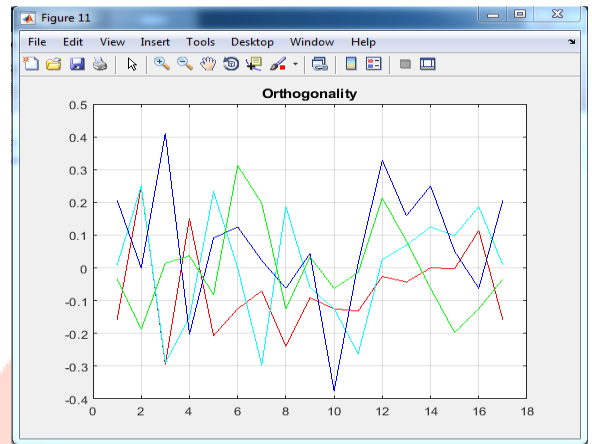 Figure 11
File Edit View Insert Tools Desktop Window Help
Orthogonality
0.5
0.4
0.3
0.2
0.1
0
-0.1
-0.2
-0.3
-0.4
0 2 4 6 8 10 12 14 16 18